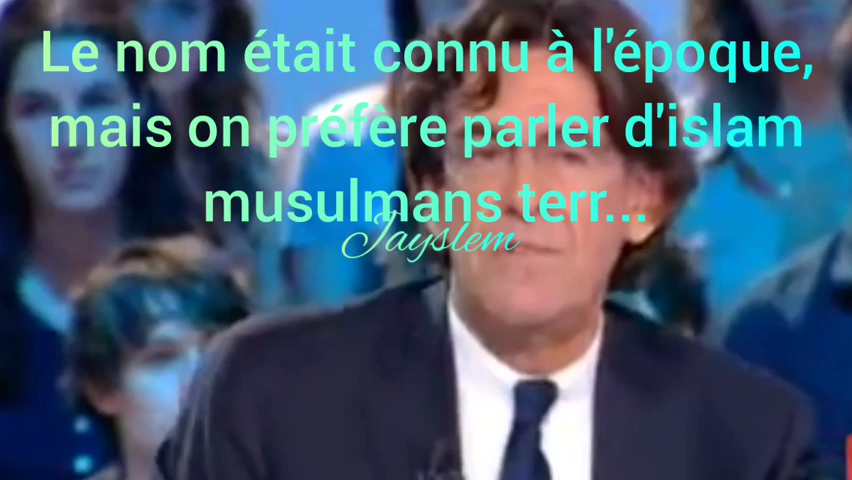 Le nom était connu à l'époque,
mais on préfère parler d'islam
musulmans terr...
Jayslem